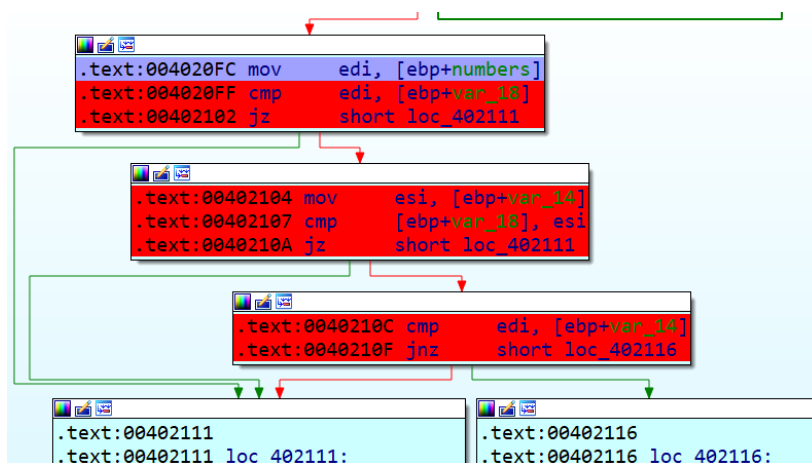 .text:004020FC mov edi, [ebp+numbers]
.text:004020FF cmp edi, [ebp+var_18]
.text:00402102 jz short loc_402111
.text:00402104 mov esi, [ebp+var_14]
.text:00402107 cmp [ebp+var_18], esi
.text:0040210A jz short loc_402111
.text:0040210C cmp edi, [ebp+var_14]
.text:0040210F jnz short loc_402116
.text:00402111
.text:00402111 loc_402111:
.text:00402116
.text:00402116 loc_402116: